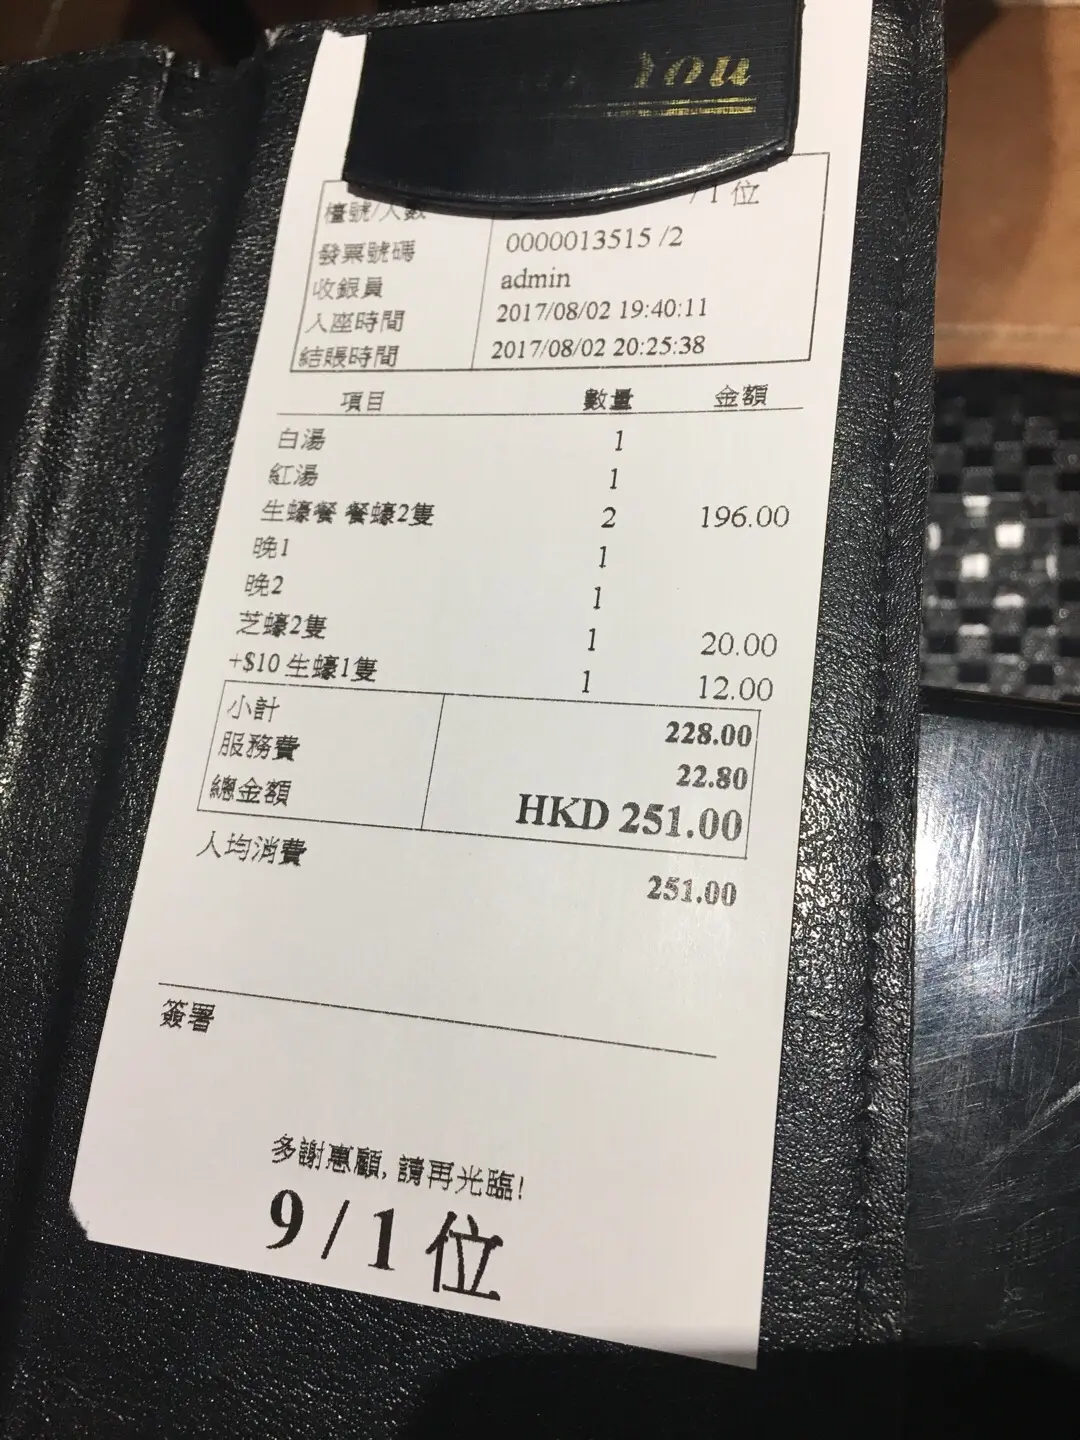 You
檯號/人數 /1 位
發票號碼 0000013515 /2
收銀員 admin
入座時間 2017/08/02 19:40:11
結賬時間 2017/08/02 20:25:38
項目 數量 金額
白湯 1
紅湯 1
生蠔餐 餐蠔2隻 2 196.00
晚1 1
晚2 1
芝蠔2隻 1 20.00
+$10 生蠔1隻 1 12.00
小計 228.00
服務費 22.80
總金額 HKD 251.00
人均消費 251.00
簽署
多謝惠顧, 請再光臨!
9 / 1 位